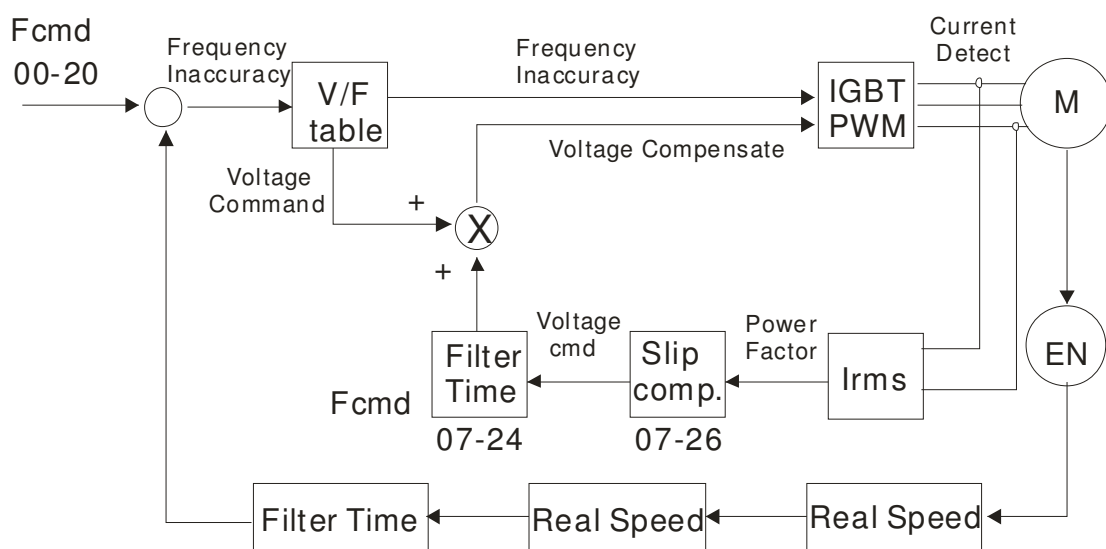 Fcmd
00-20
Frequency
Inaccuracy
V/F
table
Frequency
Inaccuracy
IGBT
PWM
Current
Detect
M
Voltage
Command
+
X
+
Voltage Compensate
Fcmd
Filter
Time
07-24
Voltage
cmd
Slip
comp.
07-26
Power
Factor
Irms
EN
Filter Time
Real Speed
Real Speed